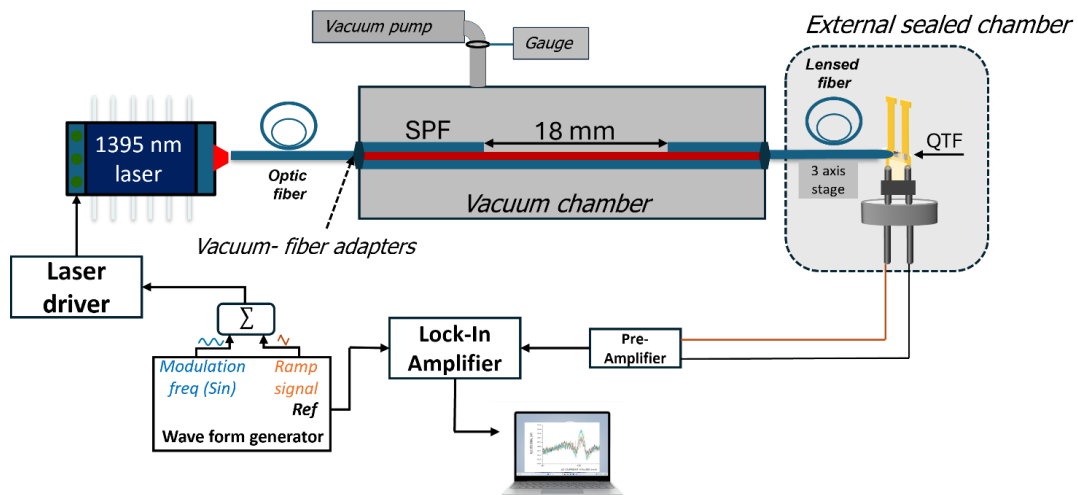 External sealed chamber
Vacuum pump
Gauge
Lensed
fiber
1395 nm
laser
SPF
18 mm
QTF
Optic
fiber
3 axis
stage
Vacuum chamber
Vacuum- fiber adapters
Laser
driver
Σ
Lock-In
Amplifier
Pre-
Amplifier
Modulation
freq (Sin)
Ramp
signal
Ref
Wave form generator